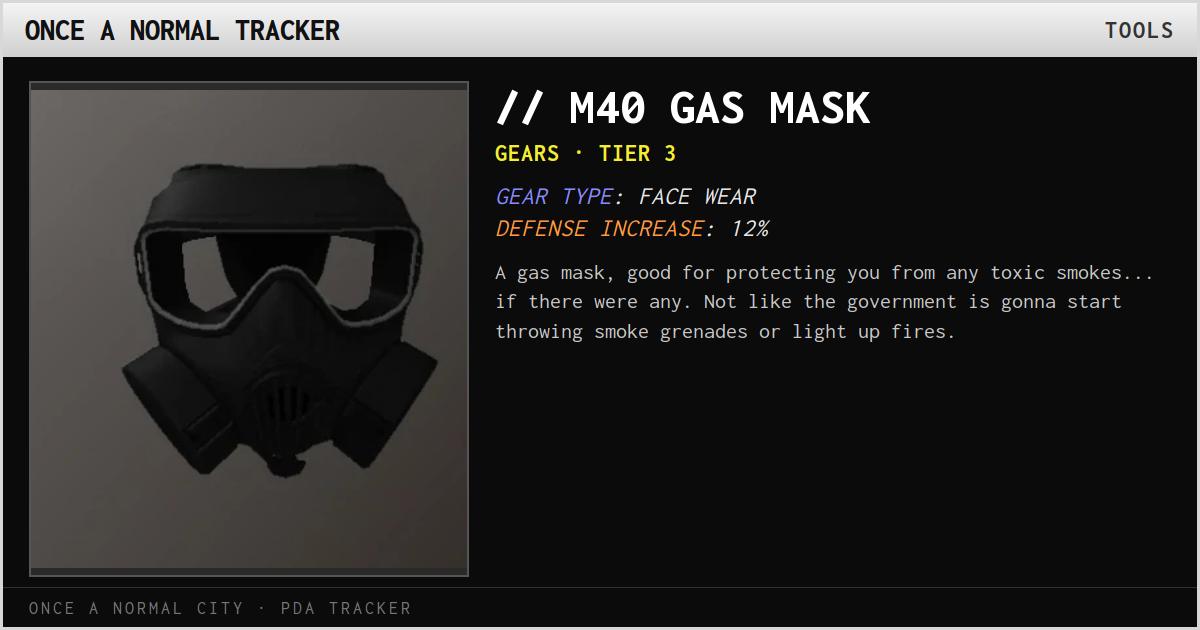 ONCE A NORMAL TRACKER
TOOLS
// M40 GAS MASK
GEARS · TIER 3
GEAR TYPE: FACE WEAR
DEFENSE INCREASE: 12%
A gas mask, good for protecting you from any toxic smokes...
if there were any. Not like the government is gonna start
throwing smoke grenades or light up fires.
ONCE A NORMAL CITY · PDA TRACKER